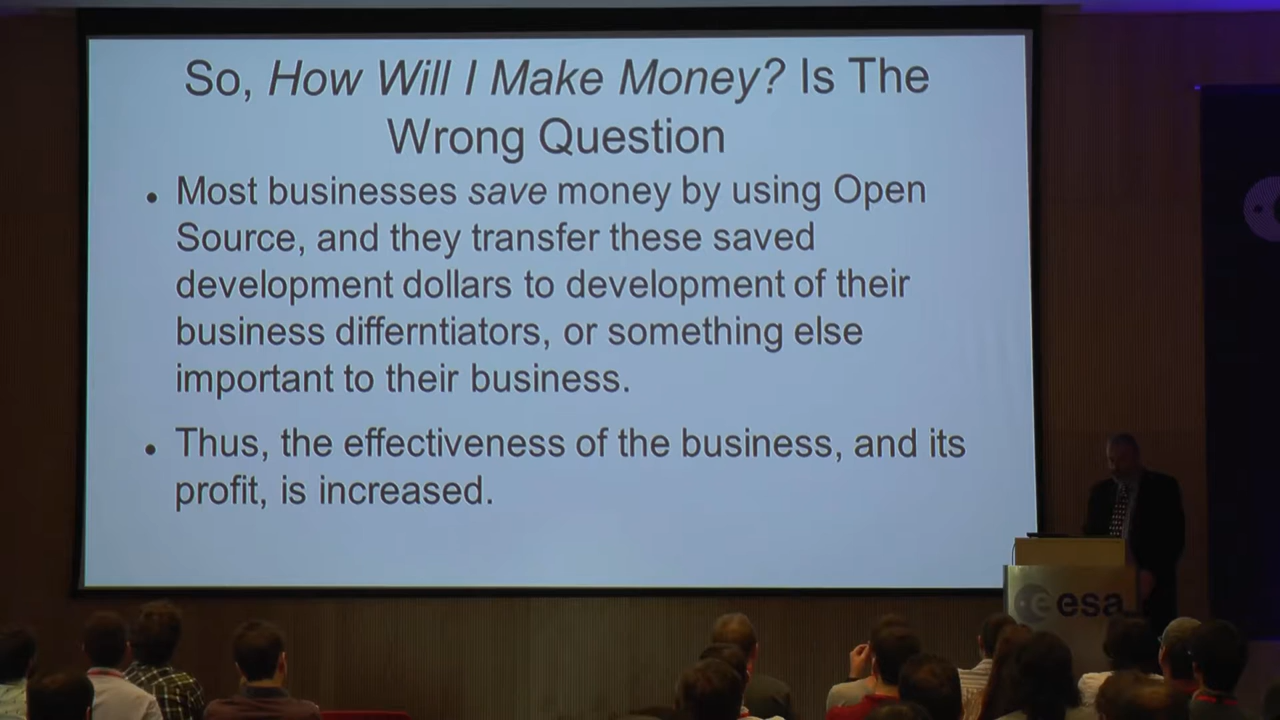 So, How Will I Make Money? Is The
Wrong Question
• Most businesses save money by using Open
Source, and they transfer these saved
development dollars to development of their
business differntiators, or something else
important to their business.
• Thus, the effectiveness of the business, and its
profit, is increased.
esa